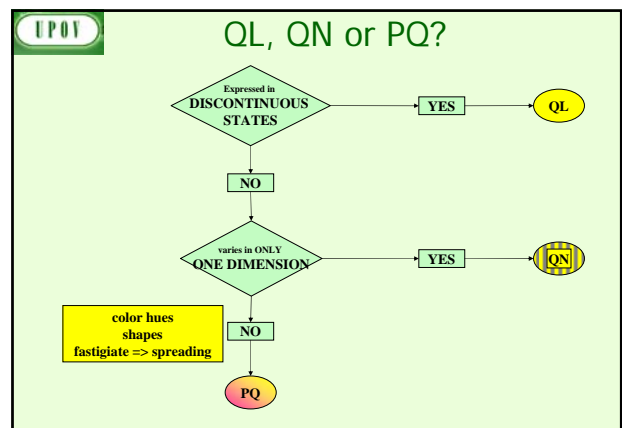 UPOV
QL, QN or PQ?
Expressed in
DISCONTINUOUS
STATES
YES
QL
NO
varies in ONLY
ONE DIMENSION
YES
QN
color hues
shapes
fastigiate => spreading
NO
PQ